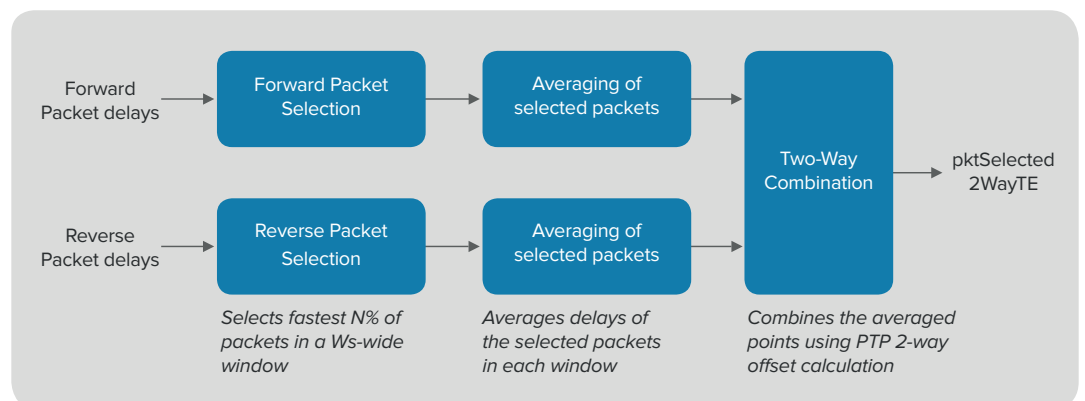 Forward
Packet delays
Forward Packet
Selection
Averaging of
selected packets
Two-Way
Combination
pktSelected
2WayTE
Reverse
Packet delays
Reverse Packet
Selection
Averaging of
selected packets
Selects fastest N% of
packets in a Ws-wide
window
Averages delays of
the selected packets
in each window
Combines the averaged
points using PTP 2-way
offset calculation